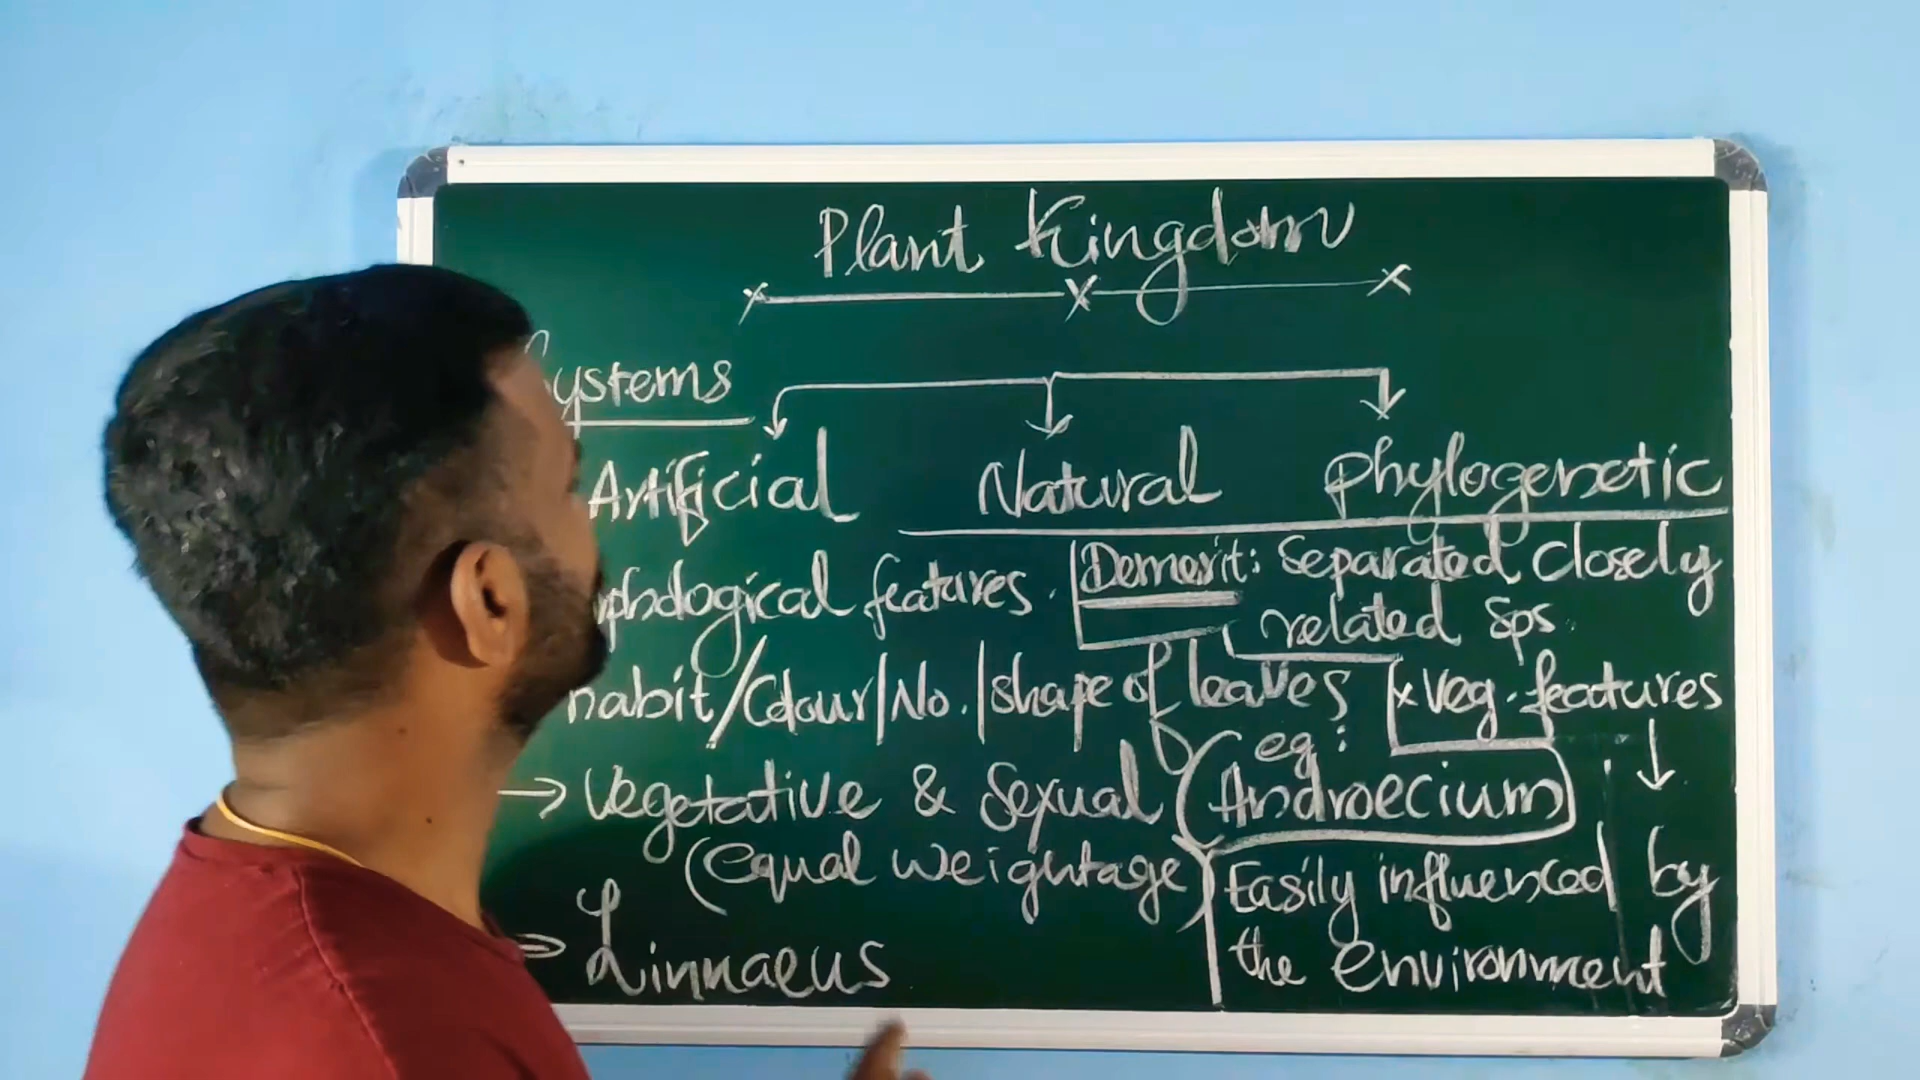 Plant Kingdom
Systems
Artificial Natural Phylogenetic
phological features.
Demerit: Separated Closely
related Sps.
habit/Colour/No./shape of leaves
* Veg. features
→ Vegetative & Sexual
(equal weightage)
eg:
(Androecium)
Easily influenced by
the environment
⇒ Linnaeus